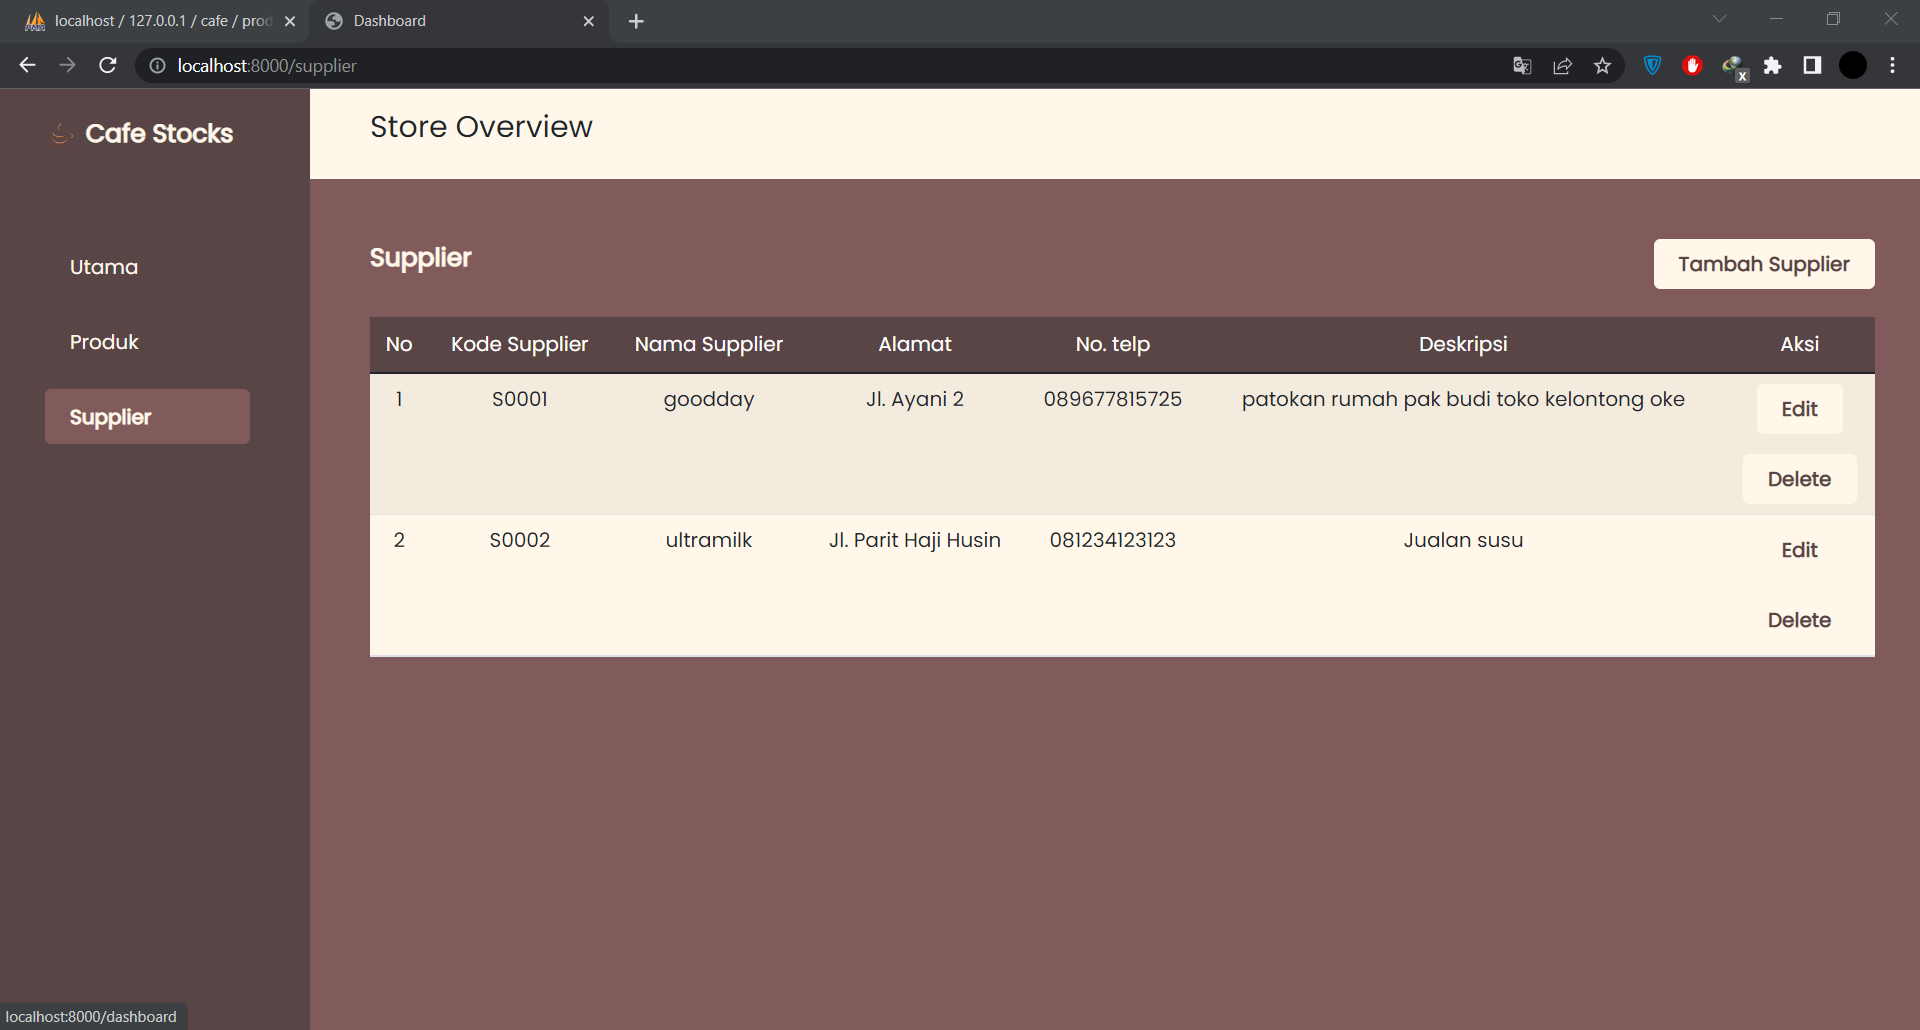 localhost / 127.0.0.1 / cafe / prod
Dashboard
localhost:8000/supplier
Cafe Stocks
Store Overview
Utama
Produk
Supplier
Supplier
Tambah Supplier
No Kode Supplier Nama Supplier Alamat No. telp Deskripsi Aksi
1 S0001 goodday Jl. Ayani 2 089677815725 patokan rumah pak budi toko kelontong oke Edit
Delete
2 S0002 ultramilk Jl. Parit Haji Husin 081234123123 Jualan susu Edit
Delete
localhost:8000/dashboard